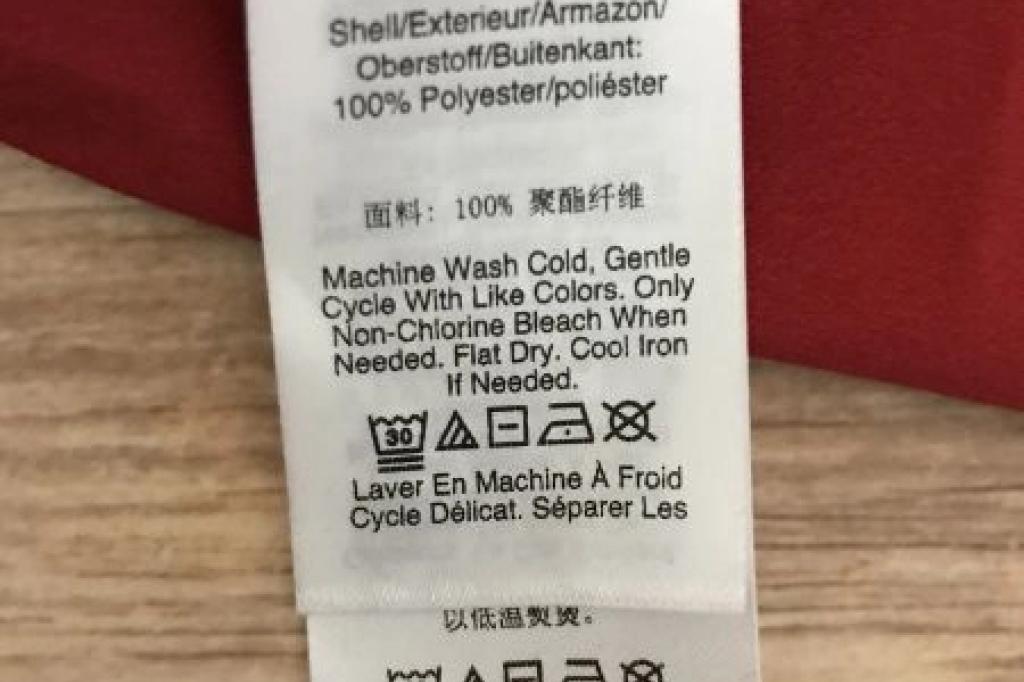 Shell/Exterieur/Armazon/
Oberstoff/Buitenkant:
100% Polyester/poliéster
面料: 100% 聚酯纤维
Machine Wash Cold, Gentle
Cycle With Like Colors. Only
Non-Chlorine Bleach When
Needed. Flat Dry. Cool Iron
If Needed.
30
Laver En Machine À Froid
Cycle Délicat. Séparer Les
以低温熨烫。